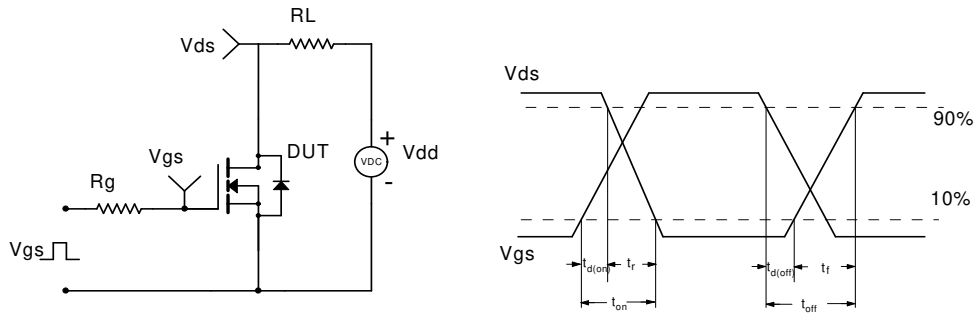 Vds
RL
Vgs
Rg
DUT
VDC
+
Vdd
-
Vgs
Vds
90%
10%
Vgs
td(on)
tr
td(off)
tf
ton
toff